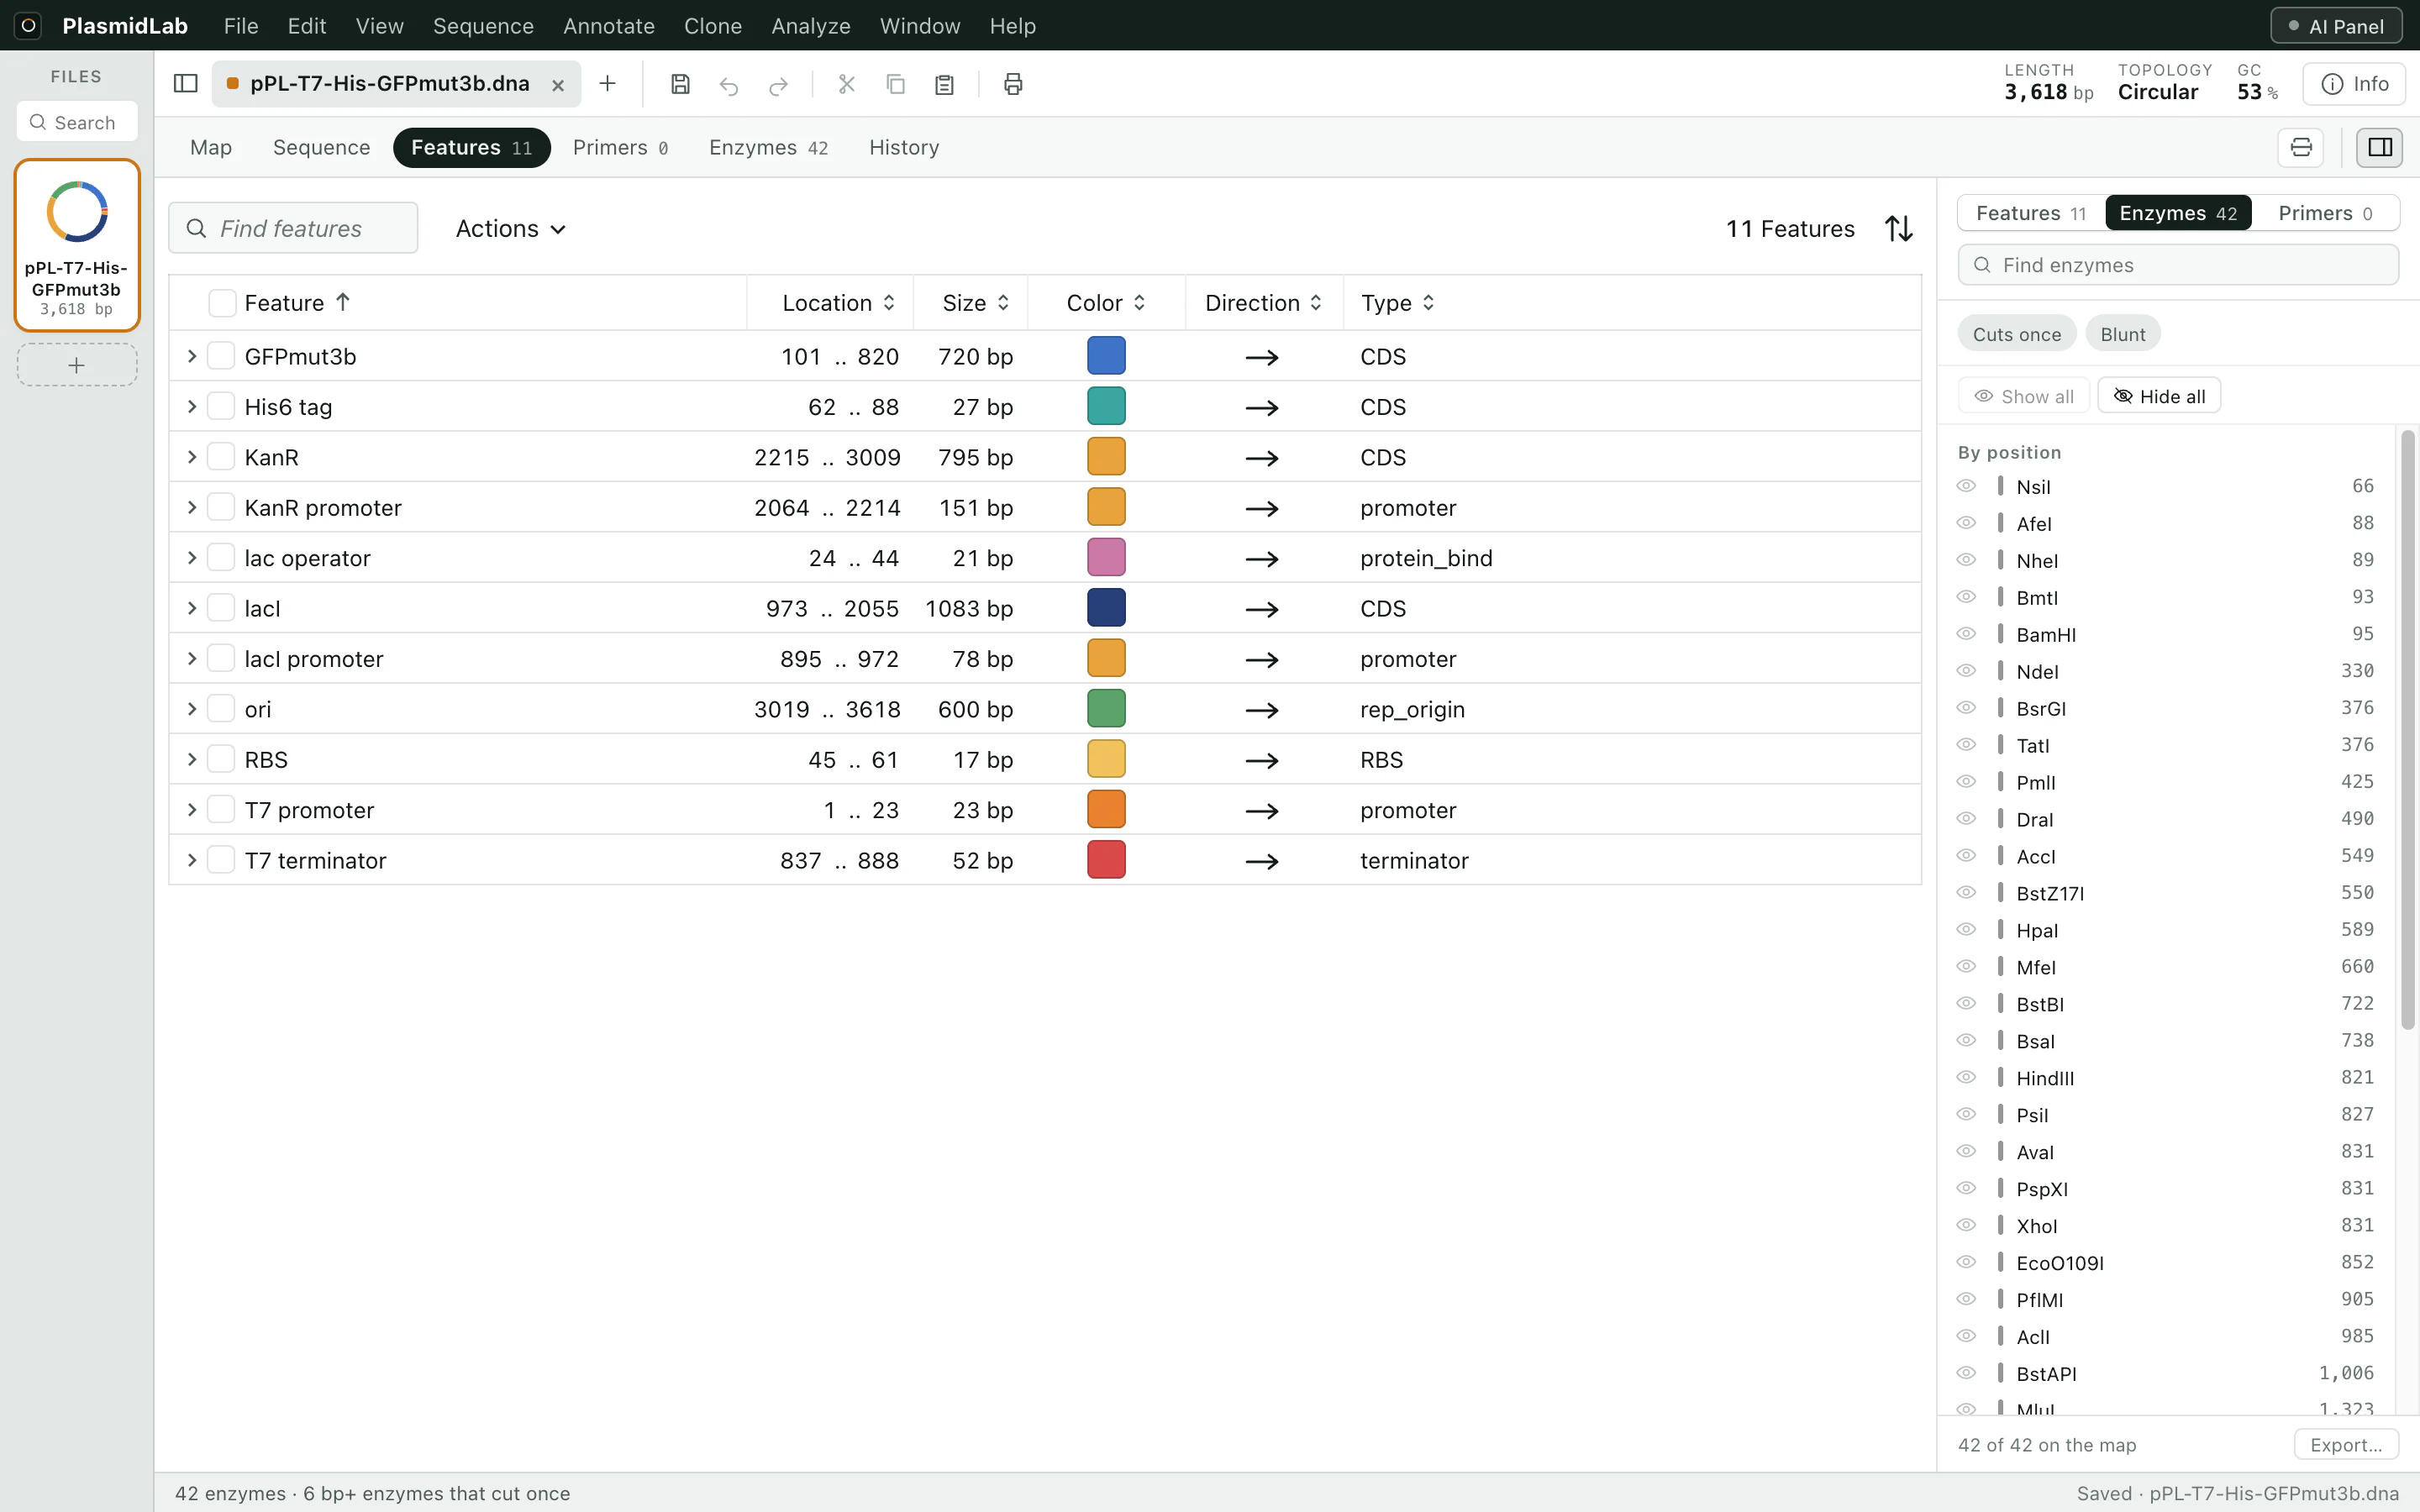 PlasmidLab File Edit View Sequence Annotate Clone Analyze Window Help AI Panel
FILES
Search
pPL-T7-His-
GFPmut3b
3,618 bp
pPL-T7-His-GFPmut3b.dna
LENGTH
3,618 bp
TOPOLOGY
Circular
GC
53 %
Info
Map Sequence Features 11 Primers 0 Enzymes 42 History
Find features Actions 11 Features
Feature Location Size Color Direction Type
GFPmut3b 101 .. 820 720 bp CDS
His6 tag 62 .. 88 27 bp CDS
KanR 2215 .. 3009 795 bp CDS
KanR promoter 2064 .. 2214 151 bp promoter
lac operator 24 .. 44 21 bp protein_bind
lacI 973 .. 2055 1083 bp CDS
lacI promoter 895 .. 972 78 bp promoter
ori 3019 .. 3618 600 bp rep_origin
RBS 45 .. 61 17 bp RBS
T7 promoter 1 .. 23 23 bp promoter
T7 terminator 837 .. 888 52 bp terminator
Features 11 Enzymes 42 Primers 0
Find enzymes
Cuts once Blunt
Show all Hide all
By position
NsiI 66
AfeI 88
NheI 89
BmtI 93
BamHI 95
NdeI 330
BsrGI 376
TatI 376
PmlI 425
DraI 490
AccI 549
BstZ17I 550
HpaI 589
MfeI 660
BstBI 722
BsaI 738
HindIII 821
PsiI 827
AvaI 831
PspXI 831
XhoI 831
EcoO109I 852
PflMI 905
AclI 985
BstAPI 1,006
MluI 1,323
42 of 42 on the map Export...
42 enzymes · 6 bp+ enzymes that cut once
Saved · pPL-T7-His-GFPmut3b.dna